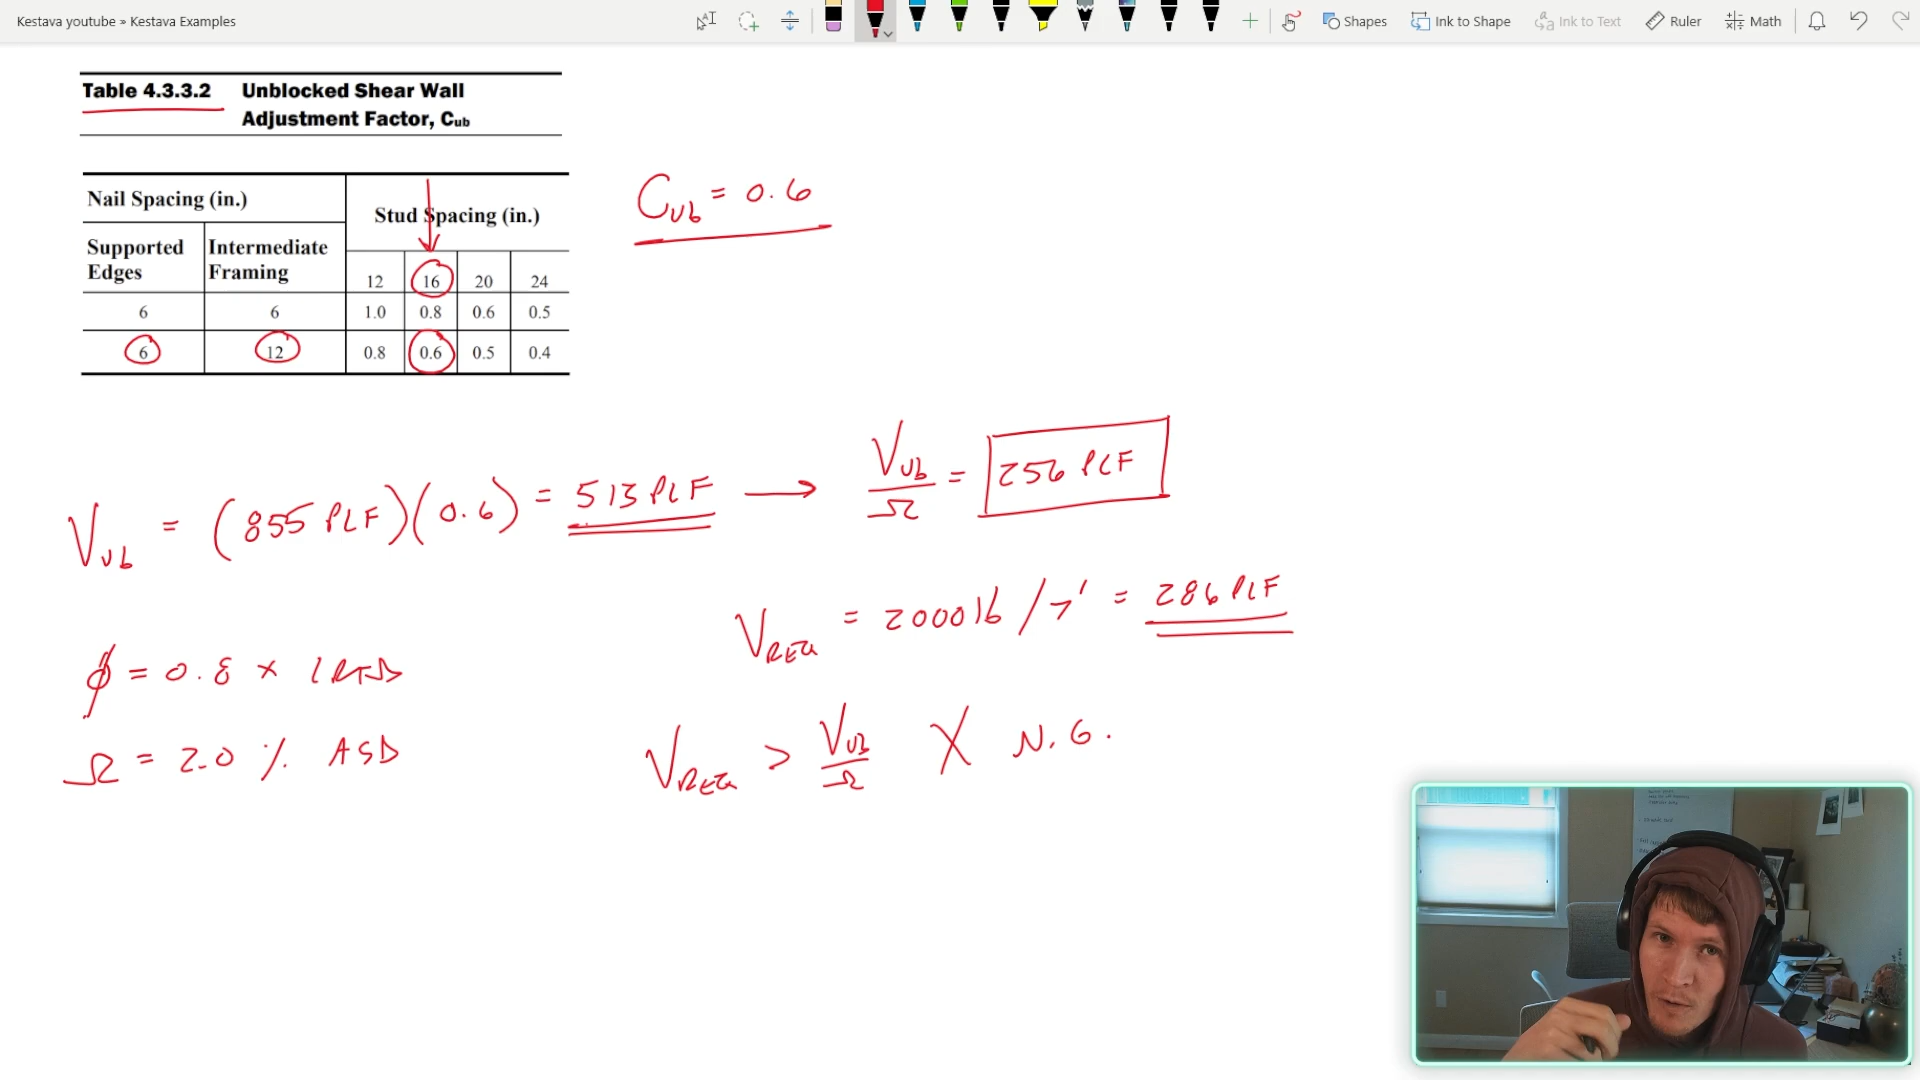 Kestava youtube » Kestava Examples
Shapes
Ink to Shape
Ink to Text
Ruler
Math
Table 4.3.3.2 Unblocked Shear Wall
Adjustment Factor, Cub
Nail Spacing (in.)
Stud Spacing (in.)
Supported Edges
Intermediate Framing
12 16 20 24
6 6 1.0 0.8 0.6 0.5
6 12 0.8 0.6 0.5 0.4
Cub = 0.6
Vub = (855 PLF)(0.6) = 513 PLF → Vub/Ω = 256 PLF
VREQ = 2000 lb / 7' = 286 PLF
ϕ = 0.8 × LRFD
Ω = 2.0 ⁒ ASD
VREQ > Vub/Ω X N.G.